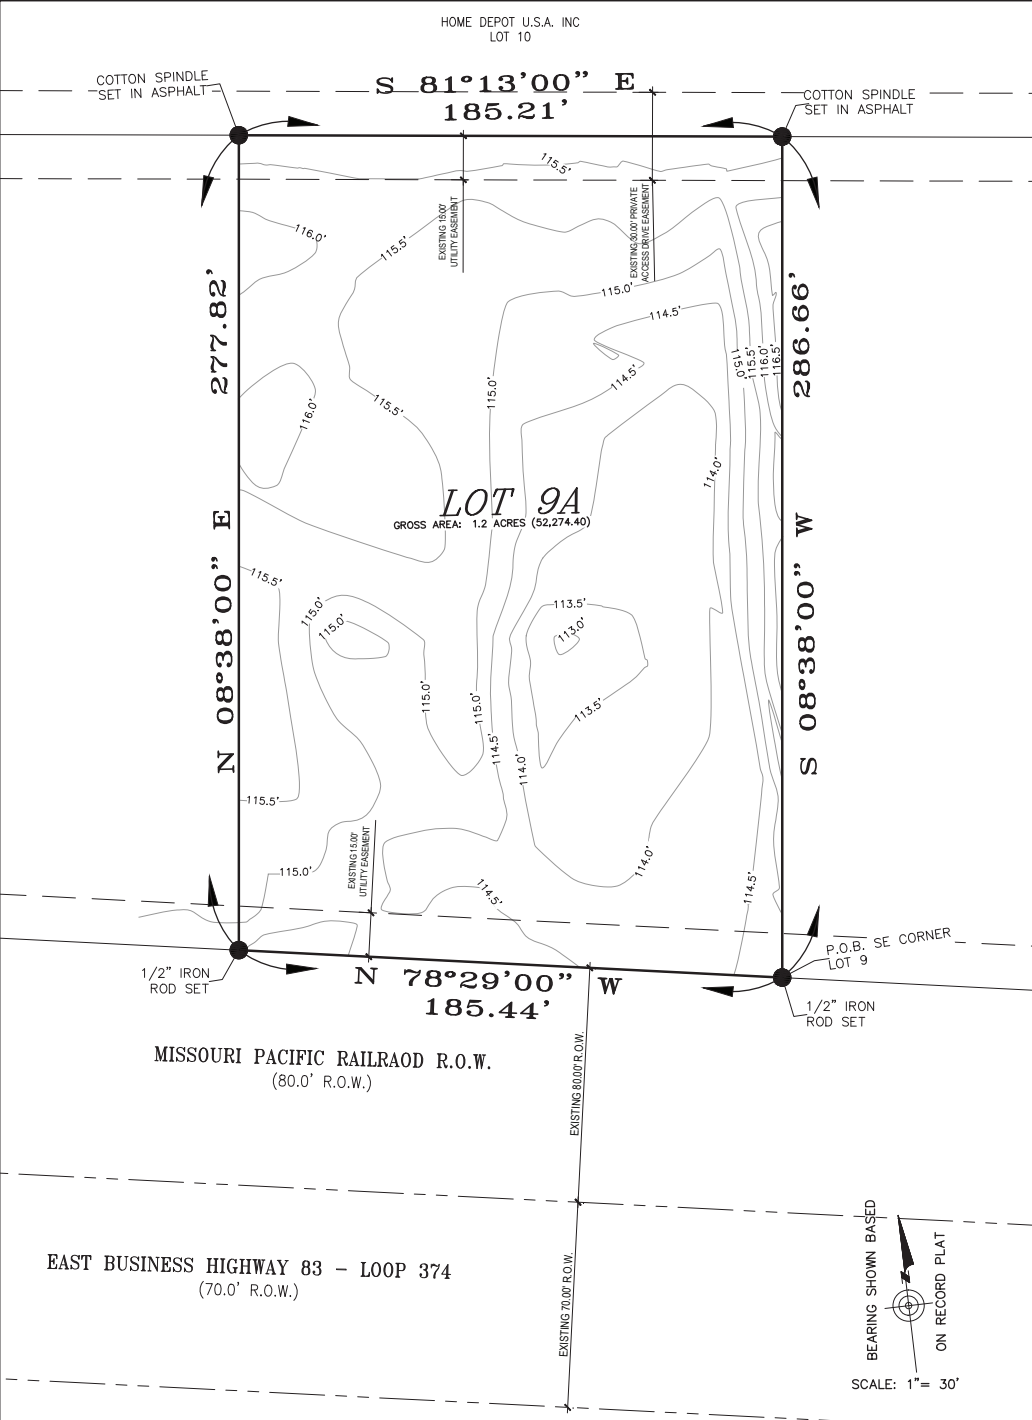 HOME DEPOT U.S.A. INC
LOT 10
COTTON SPINDLE
SET IN ASPHALT
S 81°13'00" E
185.21'
COTTON SPINDLE
SET IN ASPHALT
115.5'
EXISTING 15.00'
UTILITY EASEMENT
EXISTING 30.00' PRIVATE
ACCESS DRIVE EASEMENT
116.0'
115.5'
277.82'
286.66'
115.0'
114.5'
115.0'
115.5'
116.0'
116.5'
114.5'
115.0'
115.5'
116.0'
114.0'
LOT 9A
GROSS AREA: 1.2 ACRES (52,274.40)
N 08°38'00" E
S 08°38'00" W
115.5'
115.0'
115.0'
113.5'
113.0'
115.0'
115.0'
113.5'
114.5'
114.0'
115.5'
EXISTING 15.00'
UTILITY EASEMENT
115.0'
114.0'
114.5'
114.5'
P.O.B. SE CORNER
LOT 9
1/2" IRON
ROD SET
N 78°29'00" W
185.44'
1/2" IRON
ROD SET
MISSOURI PACIFIC RAILRAOD R.O.W.
(80.0' R.O.W.)
EXISTING 80.00' R.O.W.
EAST BUSINESS HIGHWAY 83 - LOOP 374
(70.0' R.O.W.)
EXISTING 70.00' R.O.W.
BEARING SHOWN BASED
ON RECORD PLAT
N
SCALE: 1"= 30'